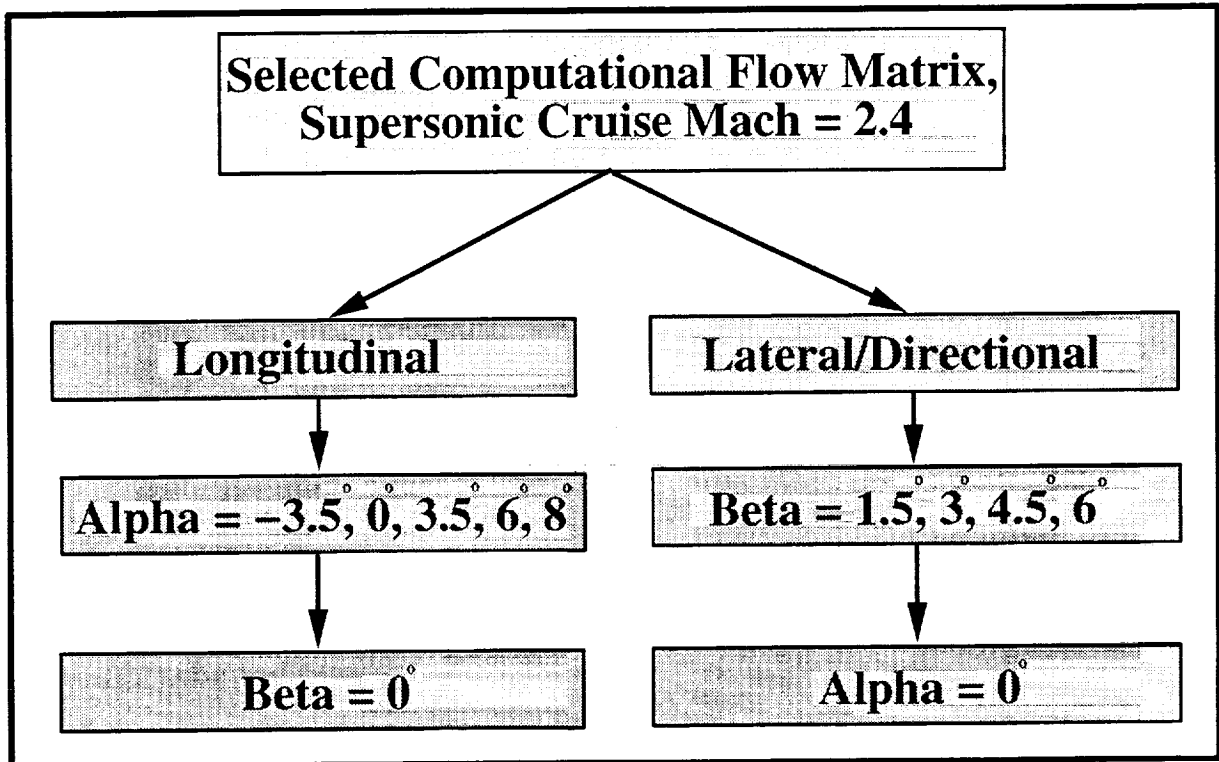 Selected Computational Flow Matrix,
Supersonic Cruise Mach = 2.4
Longitudinal
Lateral/Directional
Alpha = −3.5°, 0°, 3.5°, 6°, 8°
Beta = 1.5°, 3°, 4.5°, 6°
Beta = 0°
Alpha = 0°